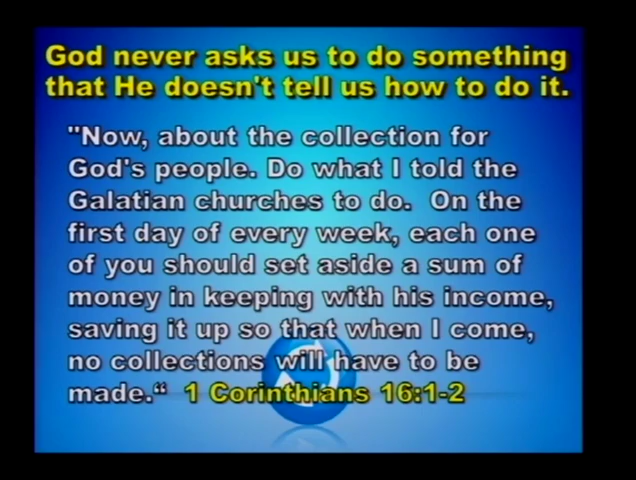 God never asks us to do something
that He doesn't tell us how to do it.
"Now, about the collection for
God's people. Do what I told the
Galatian churches to do.  On the
first day of every week, each one
of you should set aside a sum of
money in keeping with his income,
saving it up so that when I come,
no collections will have to be
made.“  1 Corinthians 16:1-2